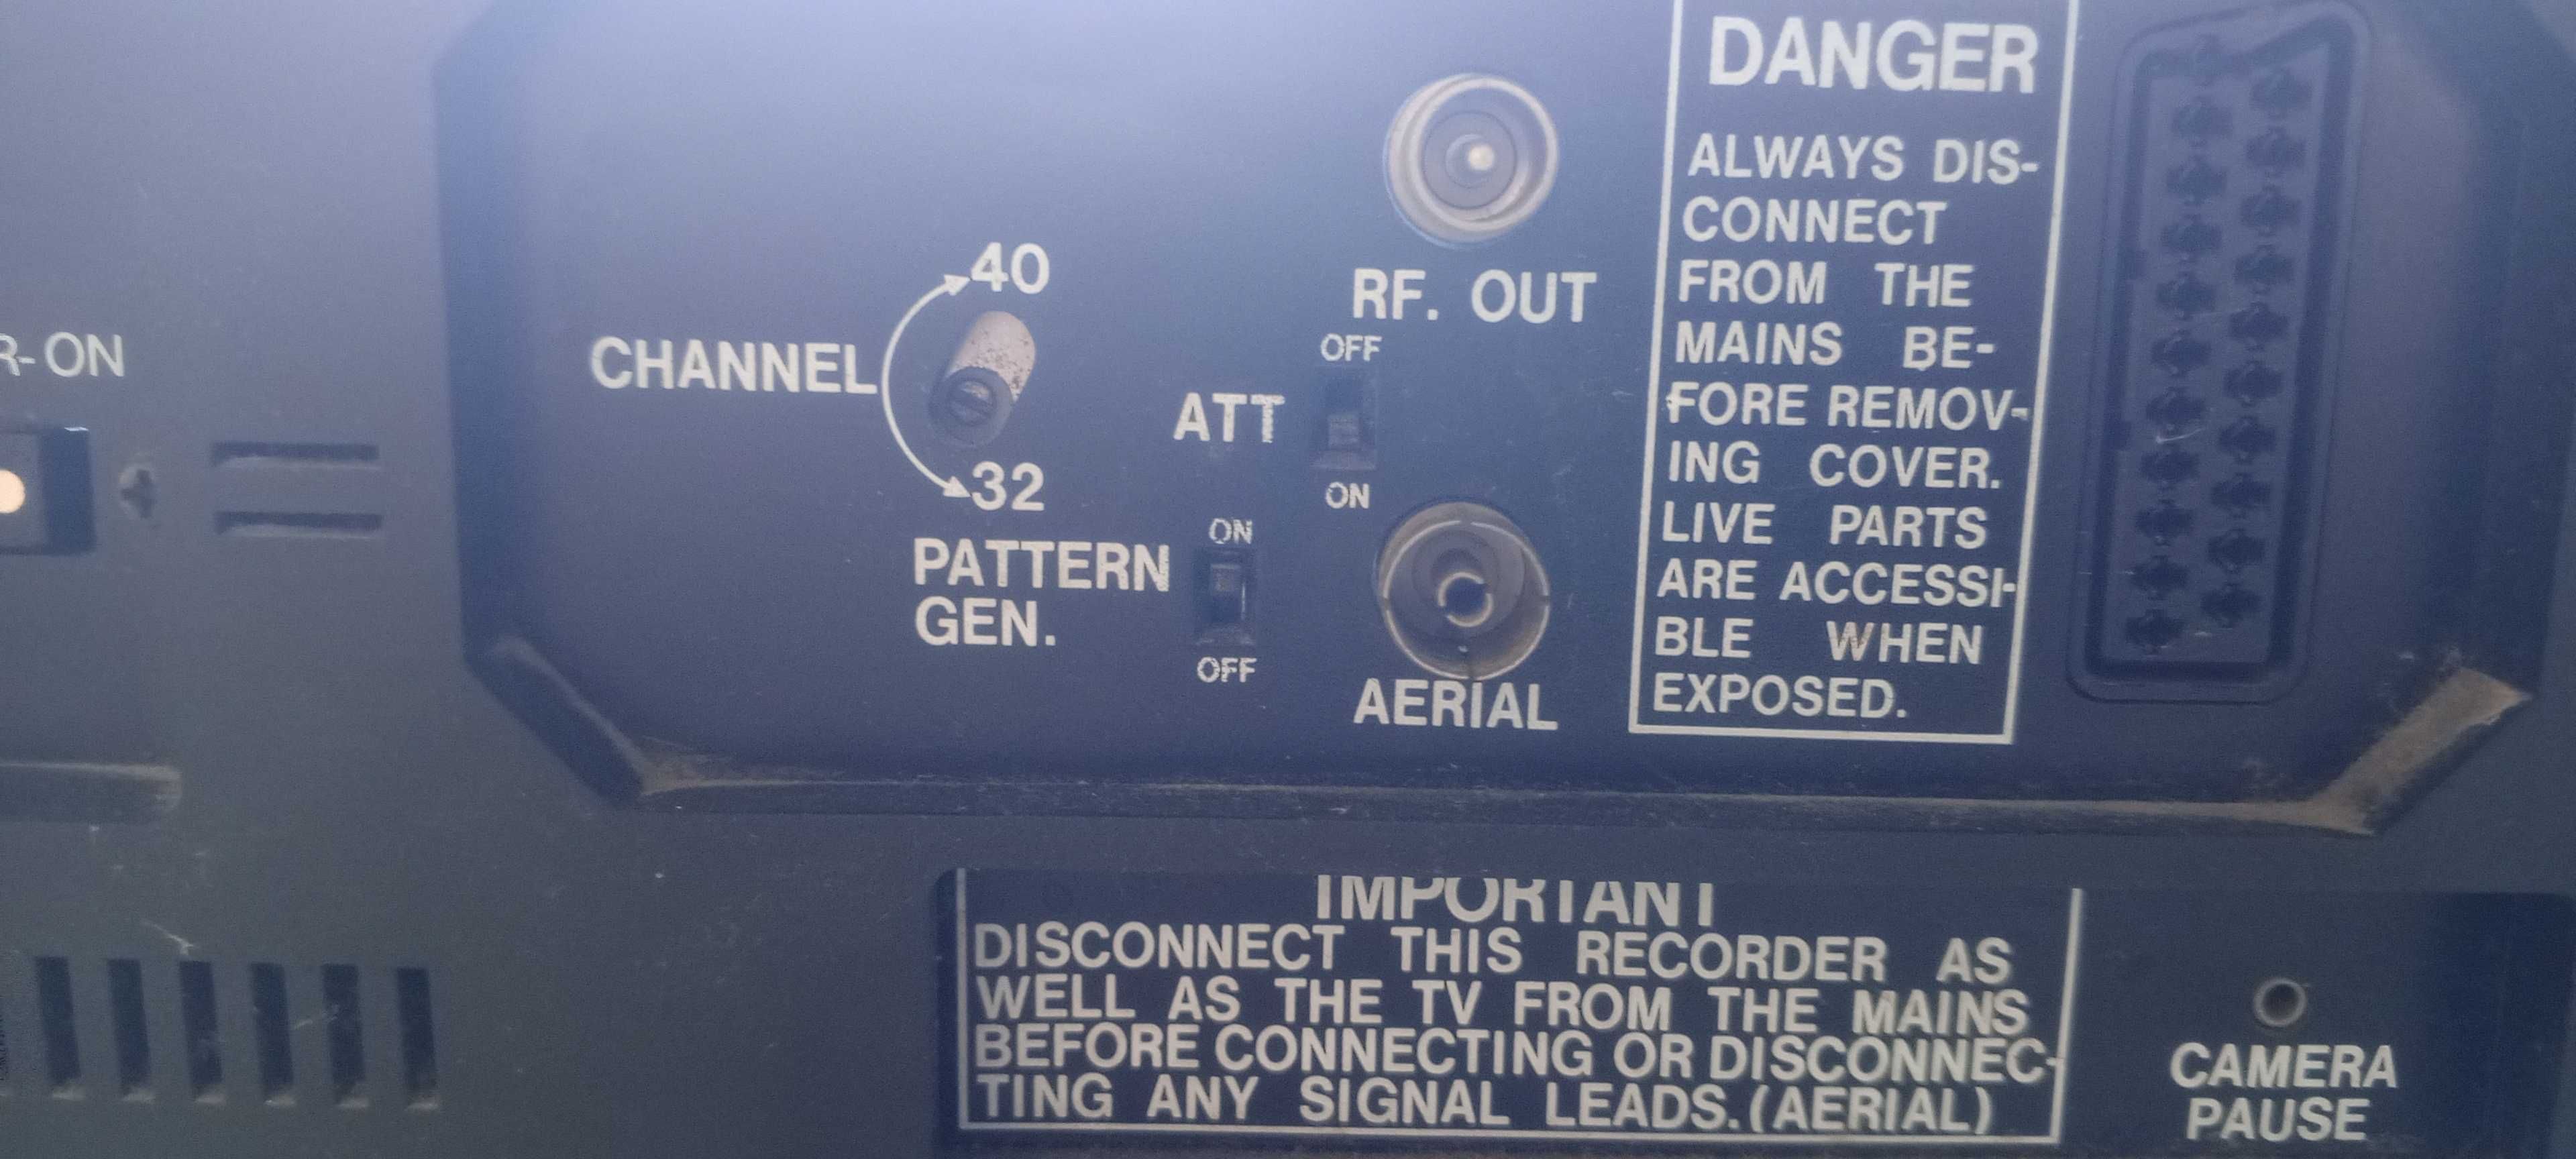 R-ON
CHANNEL
40
32
PATTERN
GEN.
ON
OFF
ATT
OFF
ON
RF. OUT
AERIAL
DANGER
ALWAYS DIS-
CONNECT
FROM THE
MAINS BE-
FORE REMOV-
ING COVER.
LIVE PARTS
ARE ACCESSI-
BLE WHEN
EXPOSED.
IMPORTANT
DISCONNECT THIS RECORDER AS
WELL AS THE TV FROM THE MAINS
BEFORE CONNECTING OR DISCONNEC-
TING ANY SIGNAL LEADS.(AERIAL)
CAMERA
PAUSE